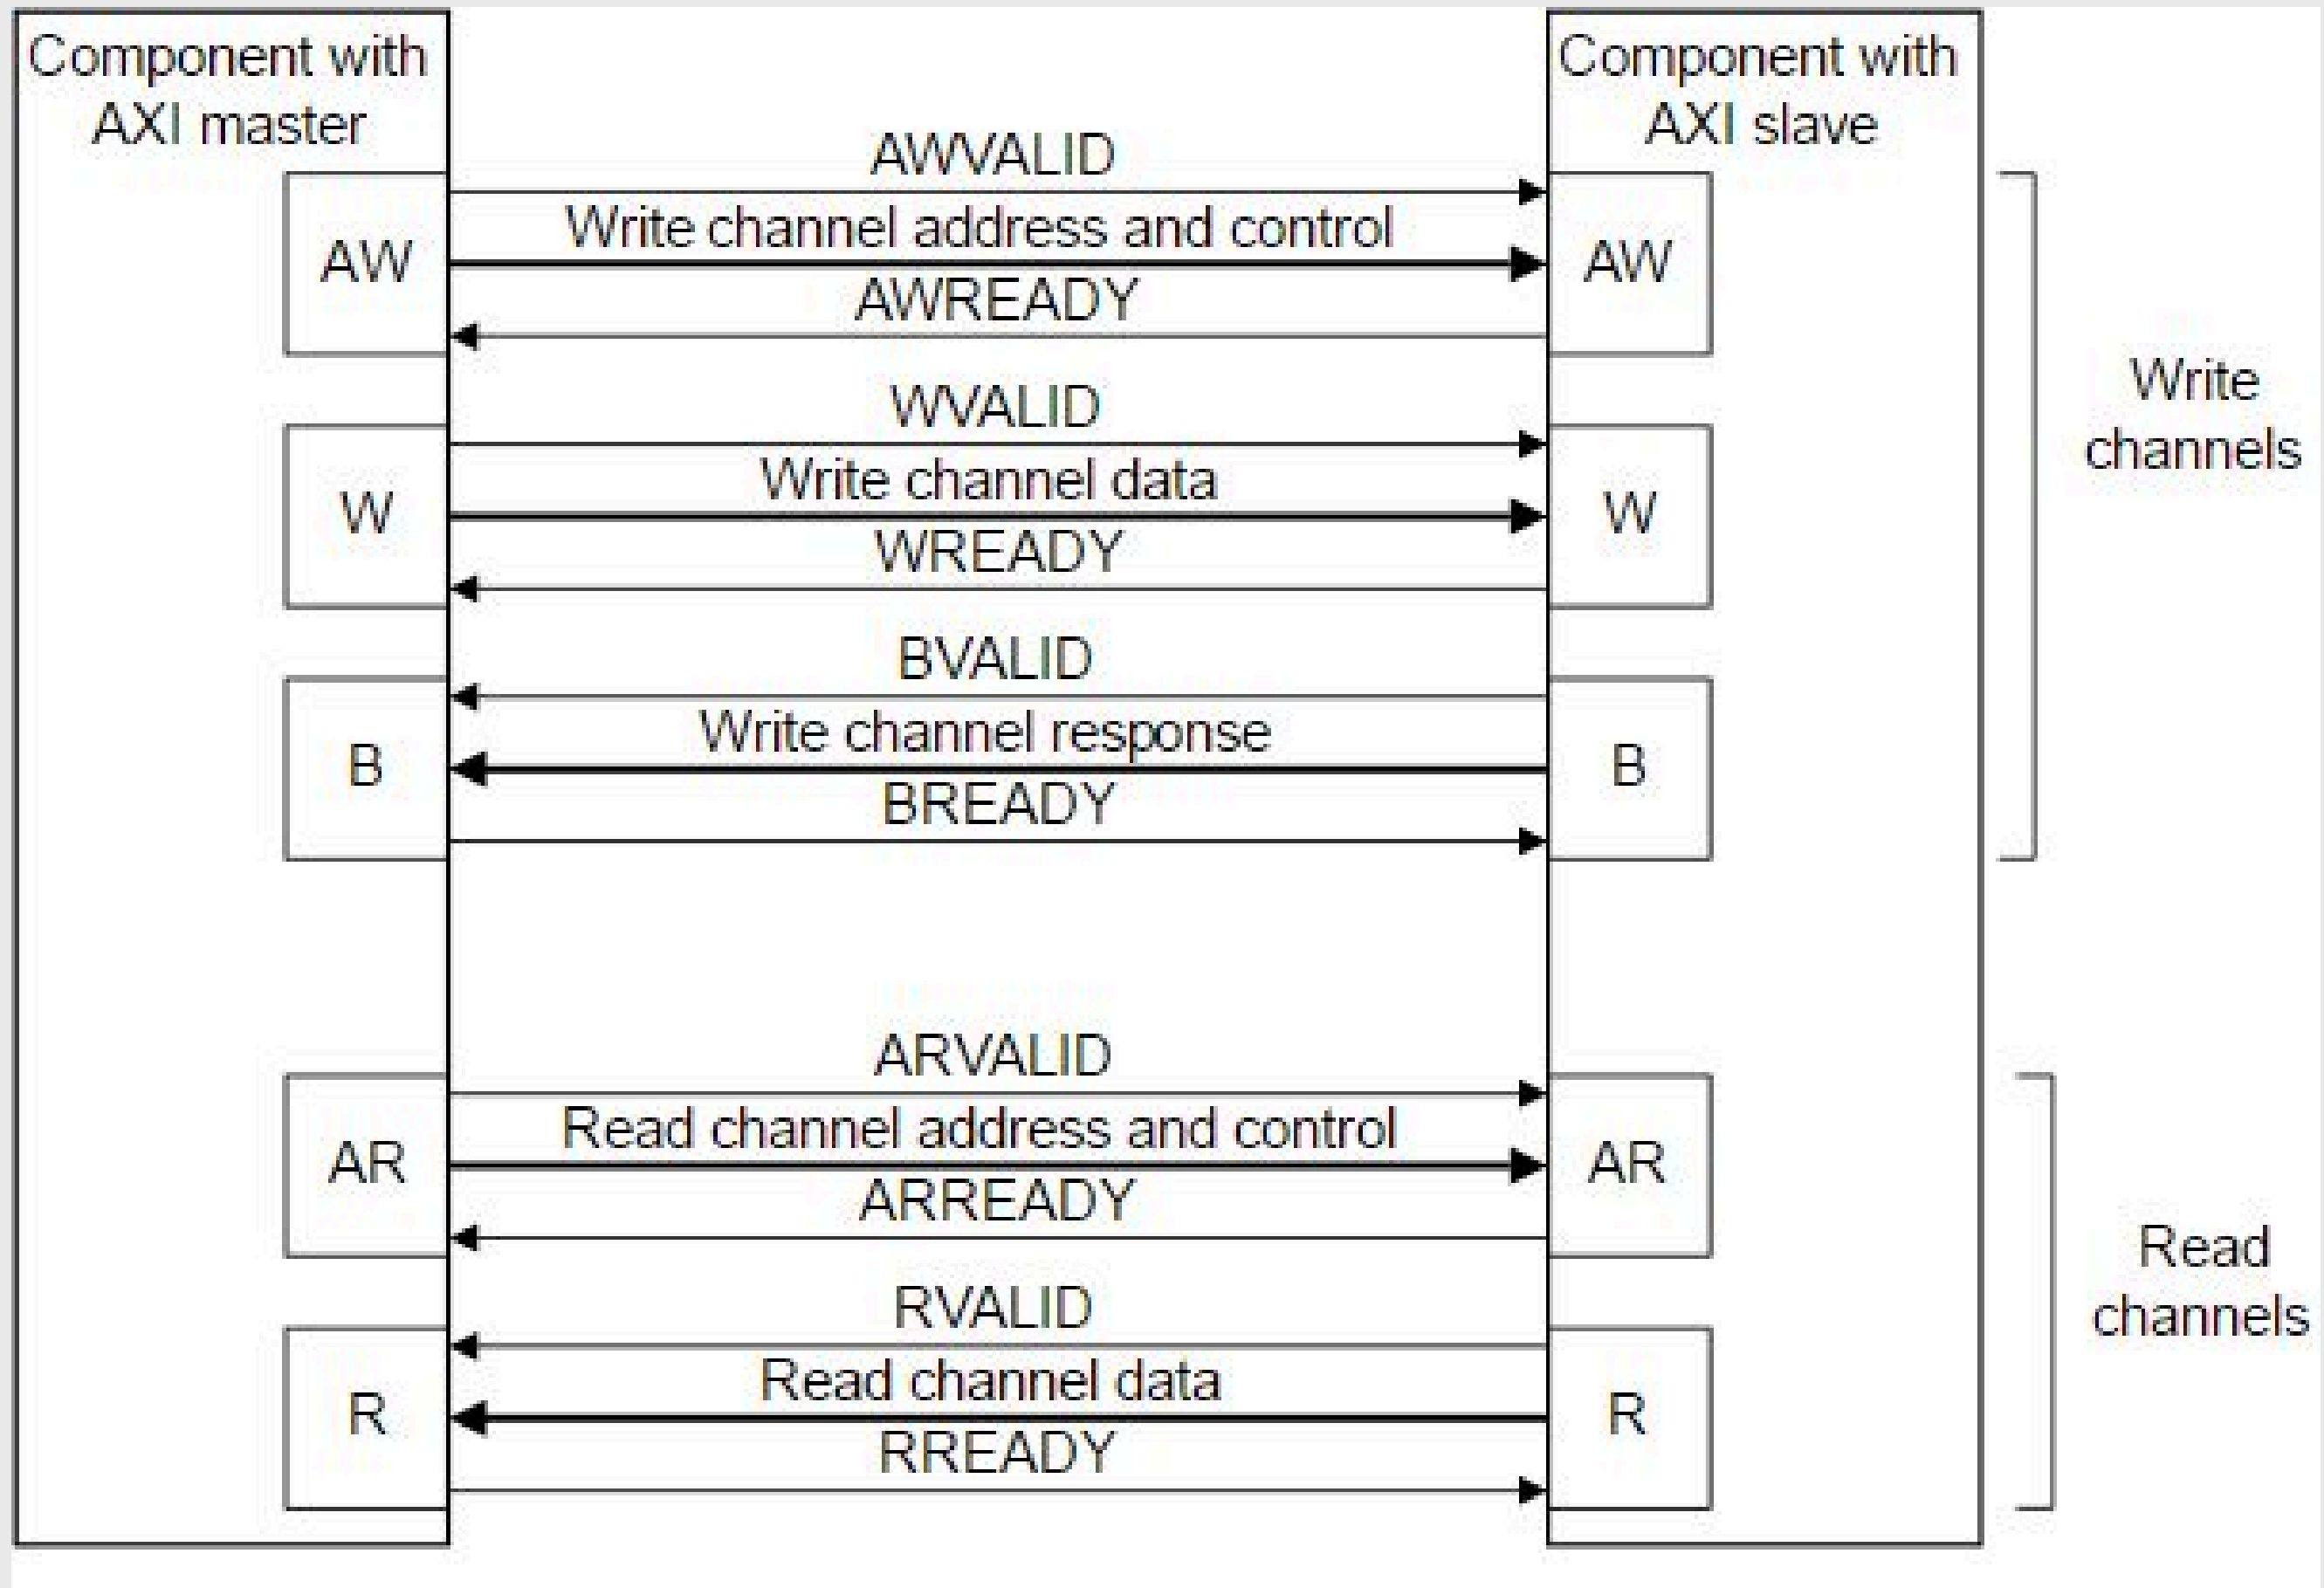 Component with
AXI master
Component with
AXI slave
AWVALID
AW
Write channel address and control
AW
AWREADY
WVALID
W
Write channel data
W
WREADY
BVALID
B
Write channel response
B
BREADY
Write
channels
ARVALID
AR
Read channel address and control
AR
ARREADY
RVALID
R
Read channel data
R
RREADY
Read
channels